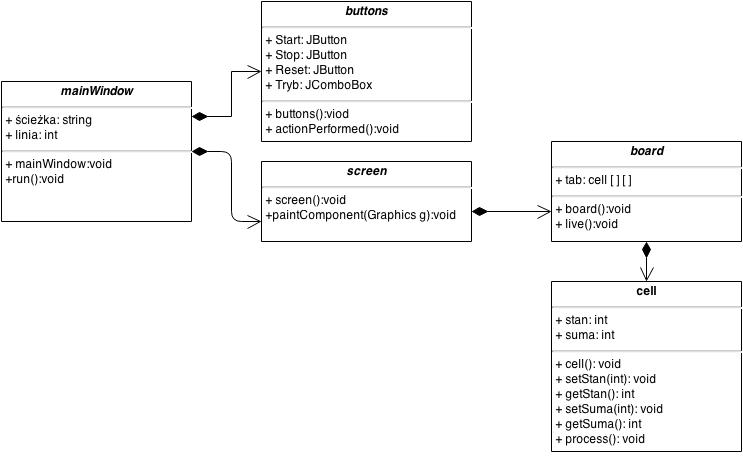 mainWindow
+ ścieżka: string
+ linia: int
+ mainWindow:void
+run():void
buttons
+ Start: JButton
+ Stop: JButton
+ Reset: JButton
+ Tryb: JComboBox
+ buttons():viod
+ actionPerformed():void
screen
+ screen():void
+paintComponent(Graphics g):void
board
+ tab: cell [ ] [ ]
+ board():void
+ live():void
cell
+ stan: int
+ suma: int
+ cell(): void
+ setStan(int): void
+ getStan(): int
+ setSuma(int): void
+ getSuma(): int
+ process(): void